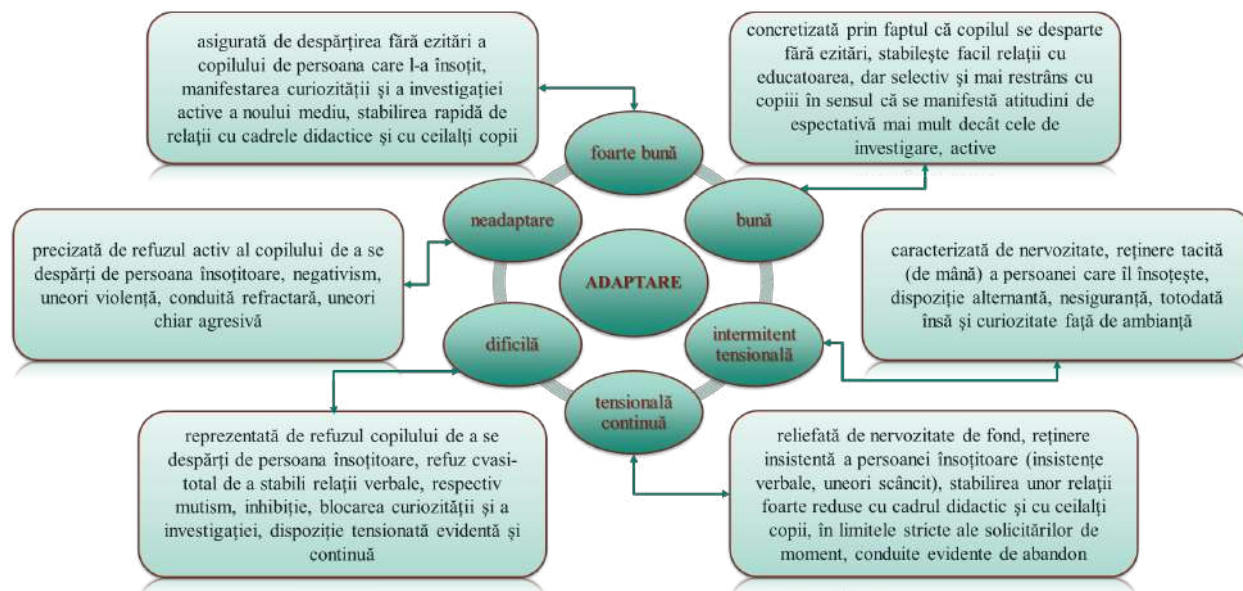 asigurată de despărțirea fără ezitări a
copilului de persoana care l-a însoțit,
manifestarea curiozității și a investigației
active a noului mediu, stabilirea rapidă de
relații cu cadrele didactice și cu ceilalți copii
concretizată prin faptul că copilul se desparte
fără ezitări, stabilește facil relații cu
educatoarea, dar selectiv și mai restrâns cu
copiii în sensul că se manifestă atitudini de
espectativă mai mult decât cele de
investigare, active
foarte bună
neadaptare
bună
precizată de refuzul activ al copilului de a se
despărți de persoana însoțitoare, negativism,
uneori violență, conduită refractară, uneori
chiar agresivă
ADAPTARE
caracterizată de nervozitate, reținere tacită
(de mână) a persoanei care îl însoțește,
dispoziție alternantă, nesiguranță, totodată
însă și curiozitate față de ambianță
dificilă
intermitent
tensională
tensională
continuă
reprezentată de refuzul copilului de a se
despărți de persoana însoțitoare, refuz cvasi-
total de a stabili relații verbale, respectiv
mutism, inhibiție, blocarea curiozității și a
investigației, dispoziție tensionată evidentă și
continuă
reliefată de nervozitate de fond, reținere
insistentă a persoanei însoțitoare (insistențe
verbale, uneori scâncit), stabilirea unor relații
foarte reduse cu cadrul didactic și cu ceilalți
copii, în limitele stricte ale solicitărilor de
moment, conduite evidente de abandon